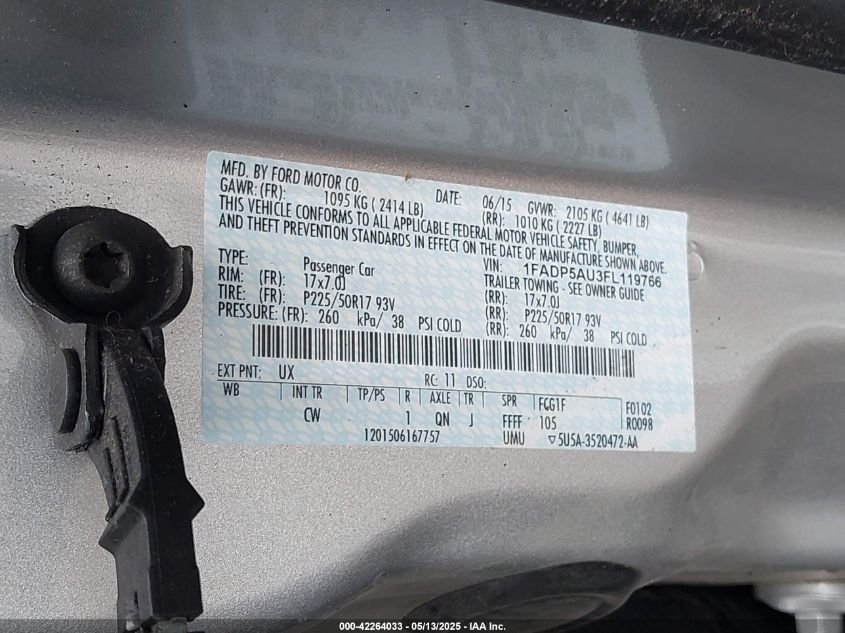 MFD. BY FORD MOTOR CO. DATE: 06/15 GVWR: 2105 KG ( 4641 LB)
GAWR: (FR): 1095 KG ( 2414 LB) (RR): 1010 KG ( 2227 LB)
THIS VEHICLE CONFORMS TO ALL APPLICABLE FEDERAL MOTOR VEHICLE SAFETY, BUMPER,
AND THEFT PREVENTION STANDARDS IN EFFECT ON THE DATE OF MANUFACTURE SHOWN ABOVE.
VIN: 1FADP5AU3FL119766
TYPE: Passenger Car TRAILER TOWING - SEE OWNER GUIDE
RIM: (FR): 17x7.0J (RR): 17x7.0J
TIRE: (FR): P225/50R17 93V (RR): P225/50R17 93V
PRESSURE: (FR): 260 kPa/ 38 PSI COLD (RR): 260 kPa/ 38 PSI COLD
EXT PNT: UX RC: 11 DSO:
WB INT TR TP/PS R AXLE TR SPR FCG1F F0102
CW 1 QN J FFFF 105 R0098
1201506167757 UMU ▽5U5A-3520472-AA
000-42264033 - 05/13/2025 - IAA Inc.